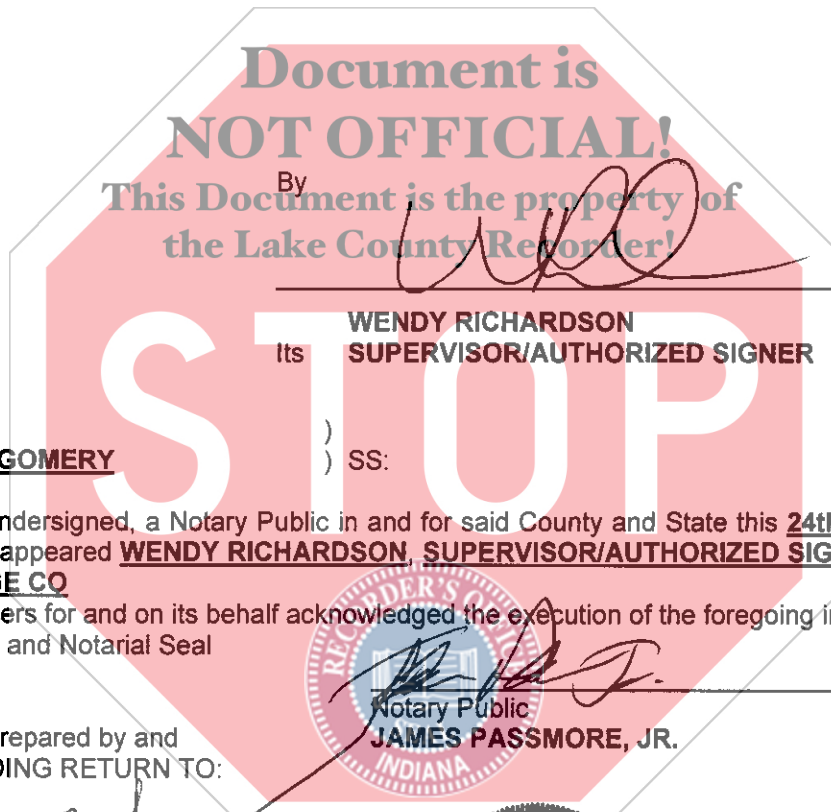 Document is
NOT OFFICIAL!
This Document is the property of
the Lake County Recorder!
By
STOP
WENDY RICHARDSON
Its SUPERVISOR/AUTHORIZED SIGNER
)
GOMERY ) SS:
ndersigned, a Notary Public in and for said County and State this 24th
appeared WENDY RICHARDSON, SUPERVISOR/AUTHORIZED SIG
GE CO
ers for and on its behalf acknowledged the execution of the foregoing in
and Notarial Seal
RECORDER'S OFFICE
INDIANA
Notary Public
repared by and JAMES PASSMORE, JR.
DING RETURN TO: